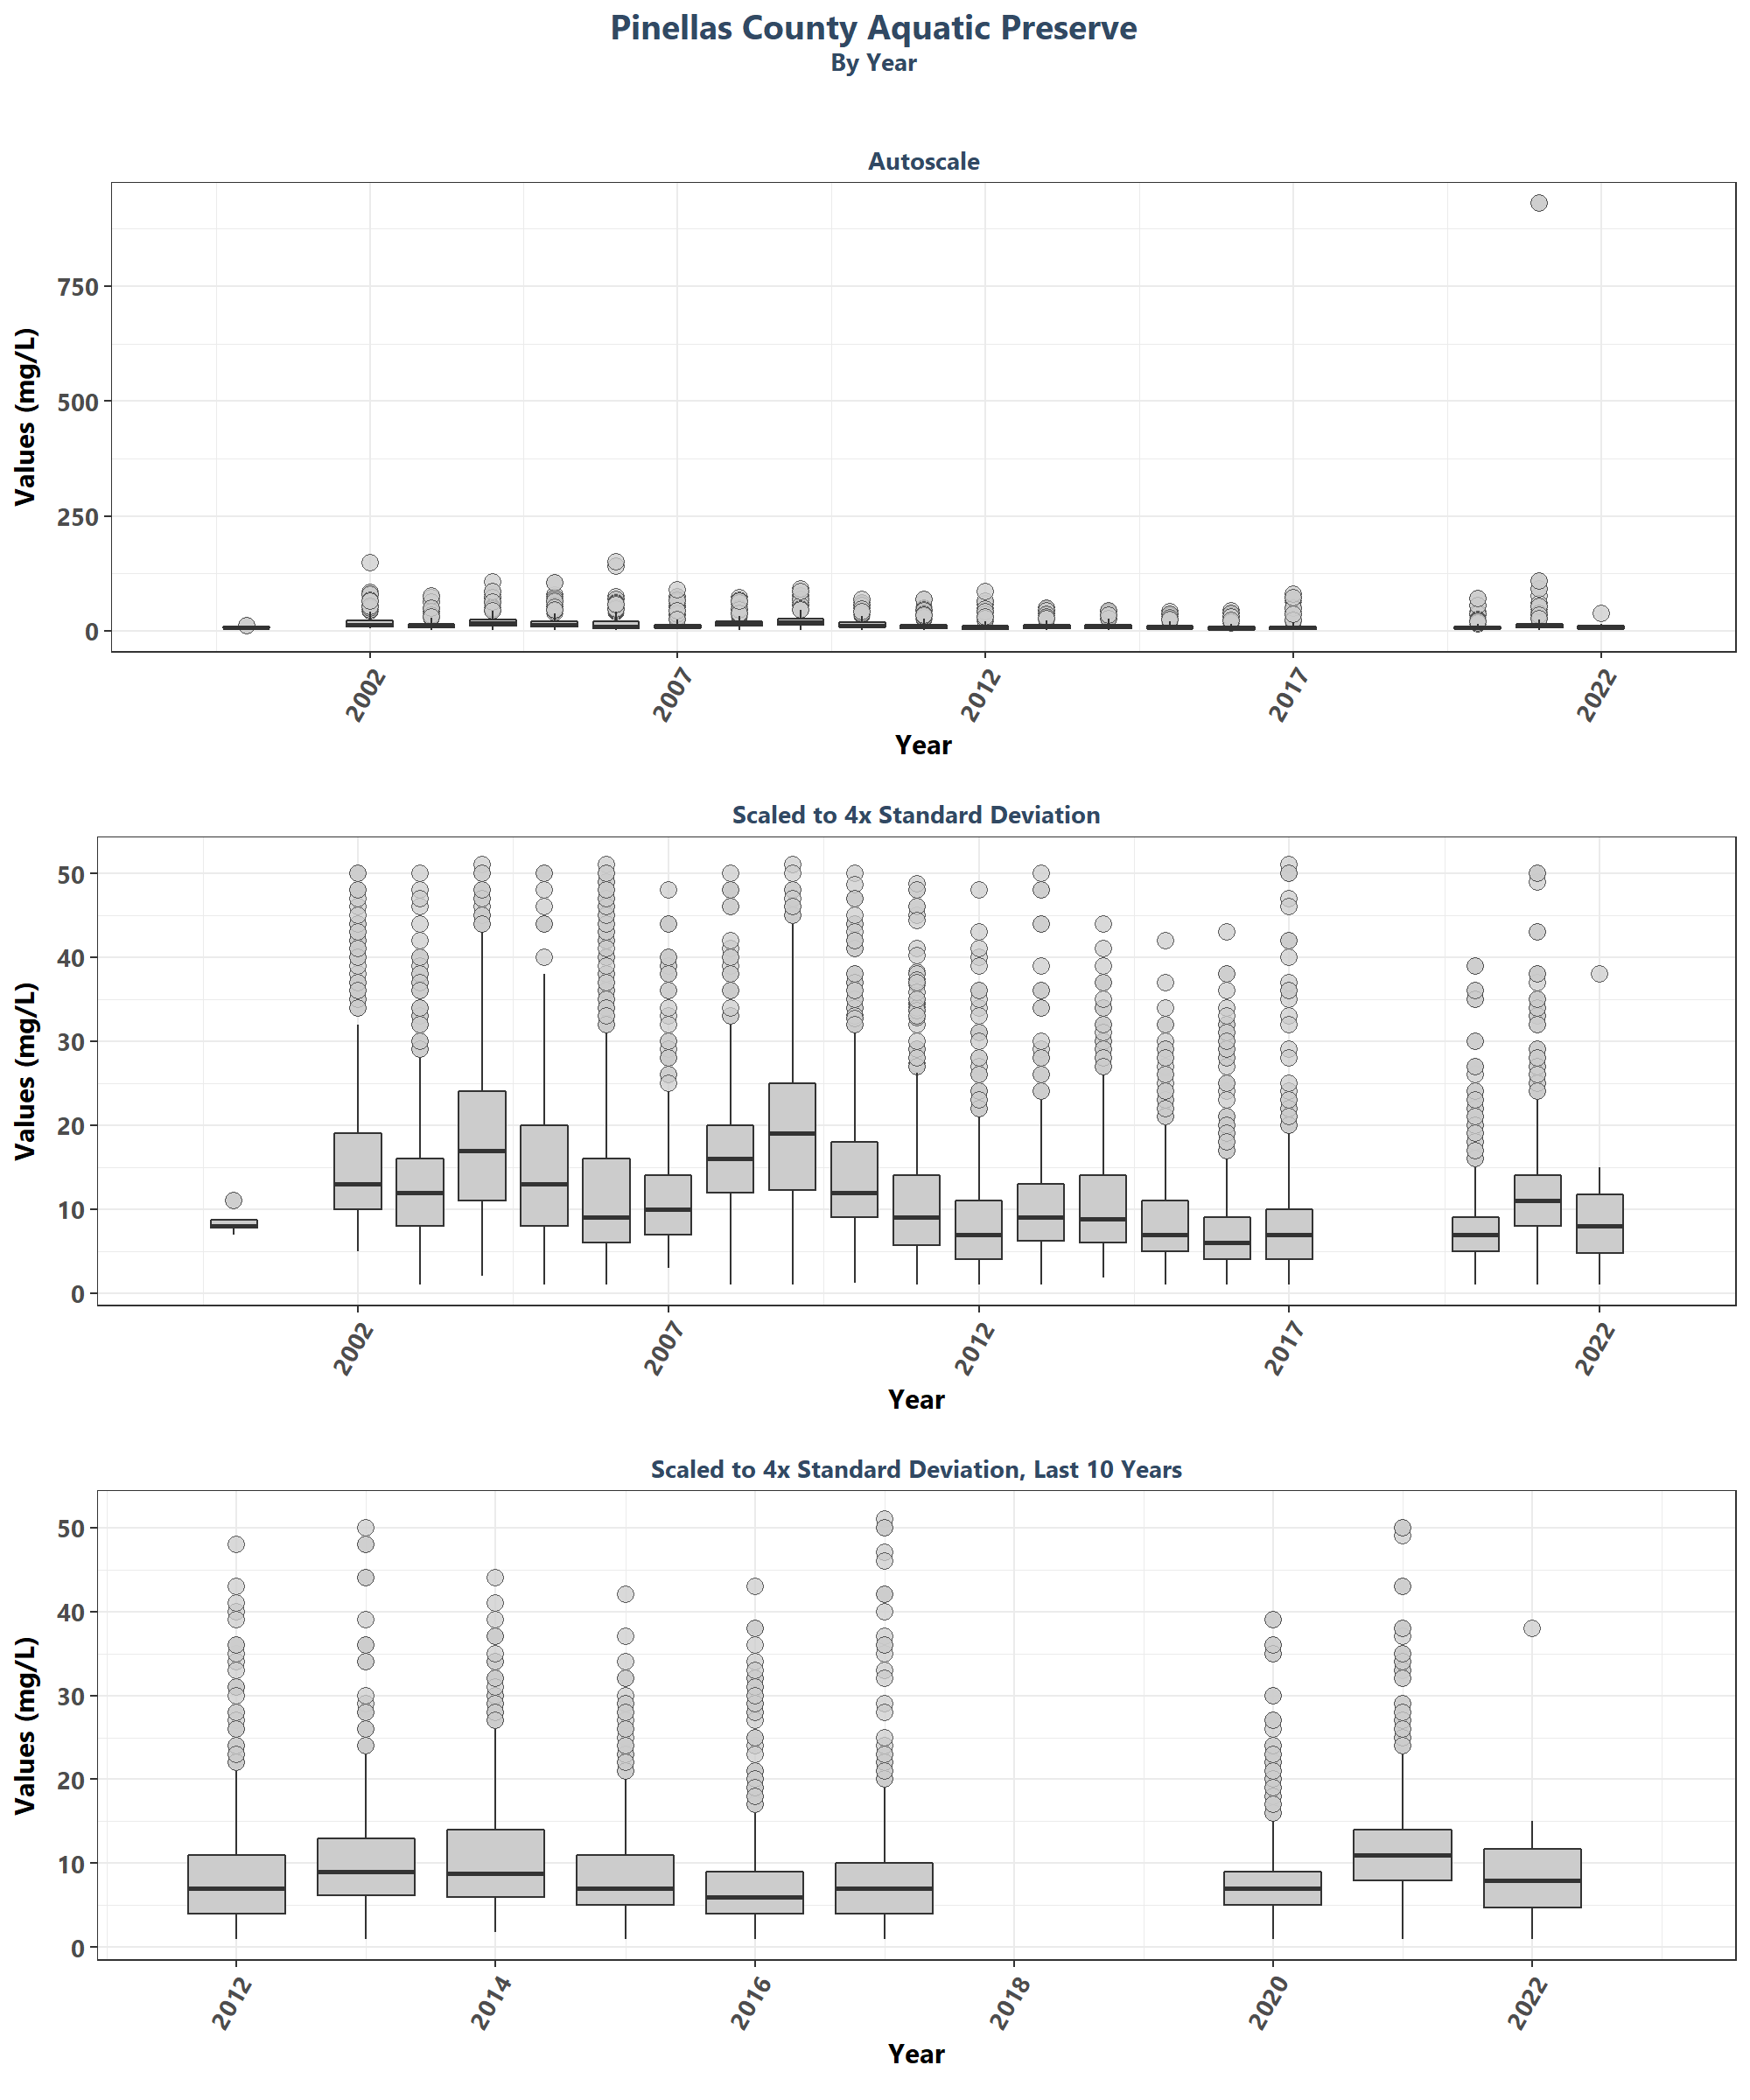 Pinellas County Aquatic Preserve
By Year
Autoscale
Values (mg/L)
750
500
250
0
2002 2007 2012 2017 2022
Year
Scaled to 4x Standard Deviation
Values (mg/L)
50
40
30
20
10
0
2002 2007 2012 2017 2022
Year
Scaled to 4x Standard Deviation, Last 10 Years
Values (mg/L)
50
40
30
20
10
0
2012 2014 2016 2018 2020 2022
Year